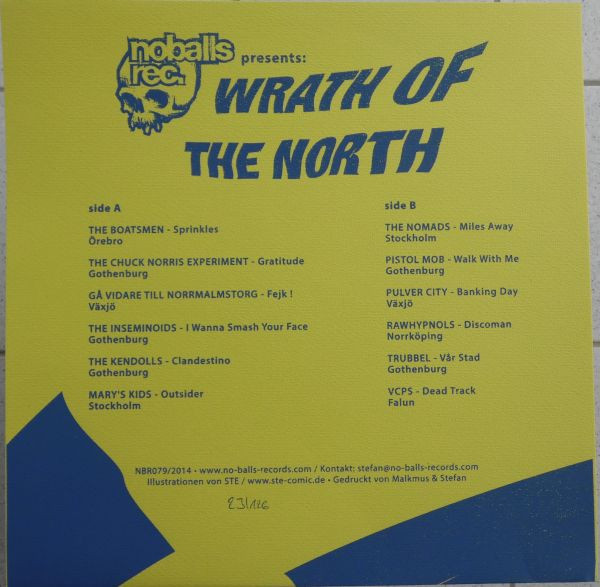 noballs
rec.
presents:
WRATH OF
THE NORTH
side A
THE BOATSMEN - Sprinkles
Örebro
THE CHUCK NORRIS EXPERIMENT - Gratitude
Gothenburg
GÅ VIDARE TILL NORRMALMSTORG - Fejk !
Växjö
THE INSEMINOIDS - I Wanna Smash Your Face
Gothenburg
THE KENDOLLS - Clandestino
Gothenburg
MARY'S KIDS - Outsider
Stockholm
side B
THE NOMADS - Miles Away
Stockholm
PISTOL MOB - Walk With Me
Gothenburg
PULVER CITY - Banking Day
Växjö
RAWHYPNOLS - Discoman
Norrköping
TRUBBEL - Vår Stad
Gothenburg
VCPS - Dead Track
Falun
NBR079/2014 • www.no-balls-records.com / Kontakt: stefan@no-balls-records.com
Illustrationen von STE / www.ste-comic.de • Gedruckt von Malkmus & Stefan
23/126